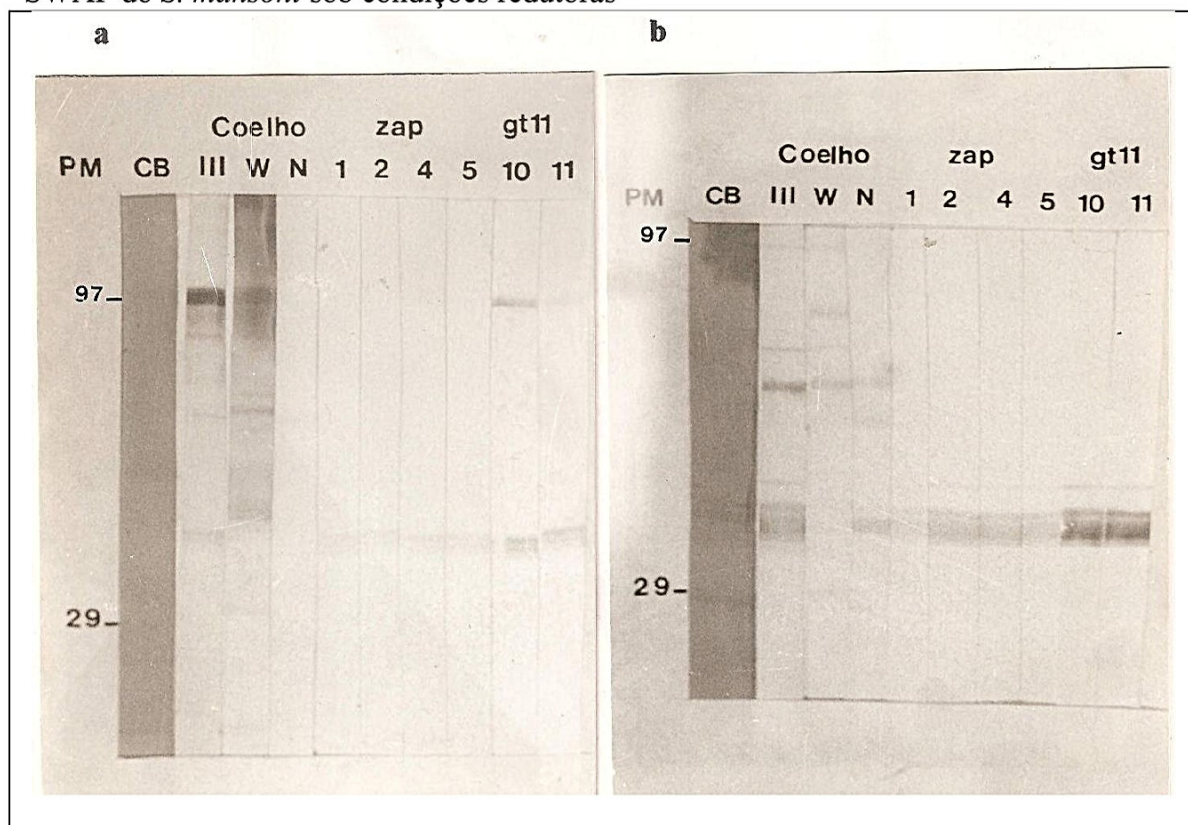 SWAP de S. mansoni sob condições redutoras
a
Coelho zap gt11
PM CB III W N 1 2 4 5 10 11
97
29
b
Coelho zap gt11
PM CB III W N 1 2 4 5 10 11
97
29